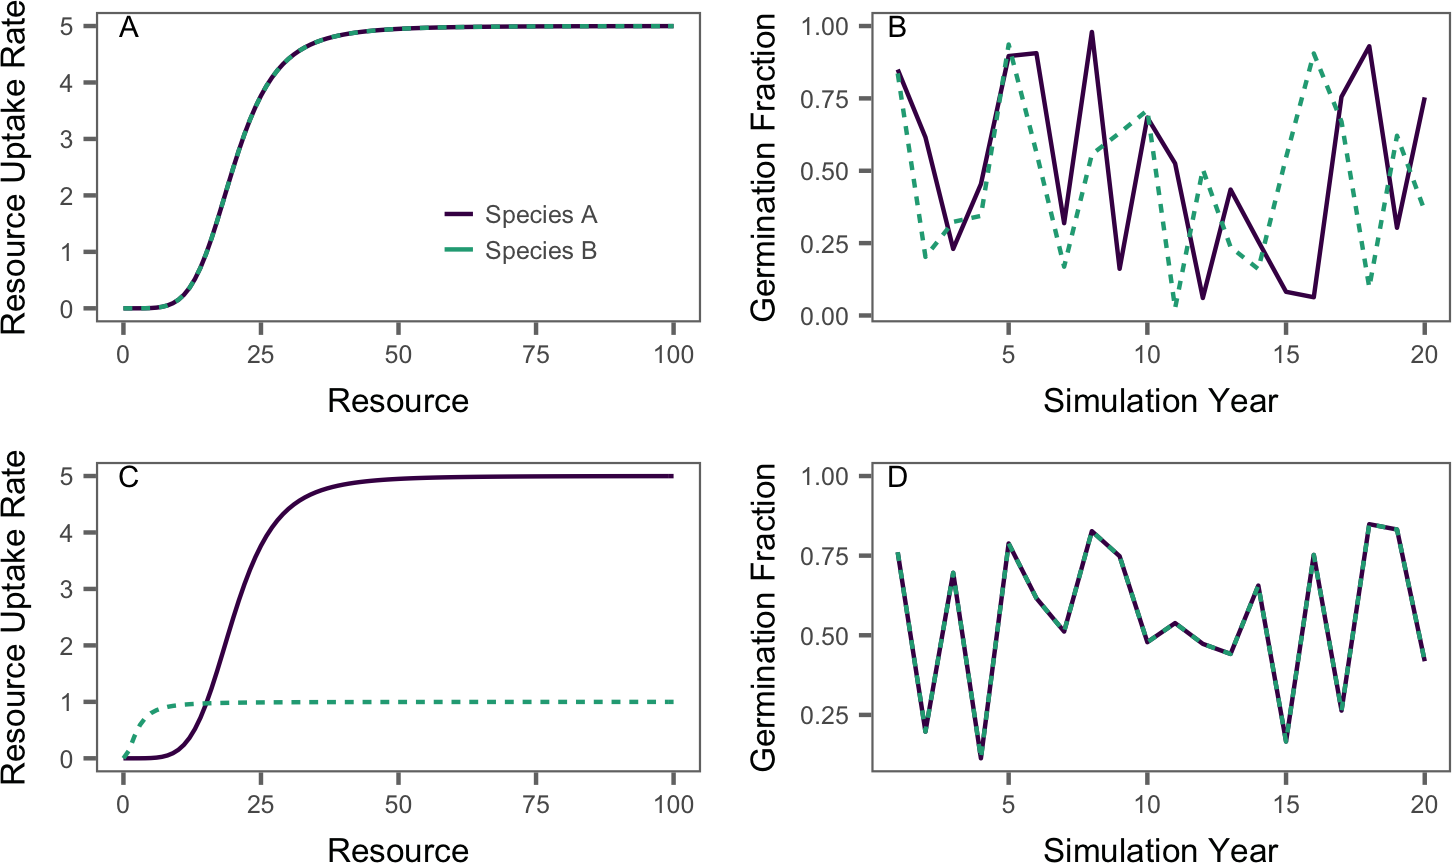 A
Resource Uptake Rate
5
4
3
2
1
0
Species A
Species B
0 25 50 75 100
Resource
B
Germination Fraction
1.00
0.75
0.50
0.25
0.00
5 10 15 20
Simulation Year
C
Resource Uptake Rate
5
4
3
2
1
0
0 25 50 75 100
Resource
D
Germination Fraction
1.00
0.75
0.50
0.25
5 10 15 20
Simulation Year